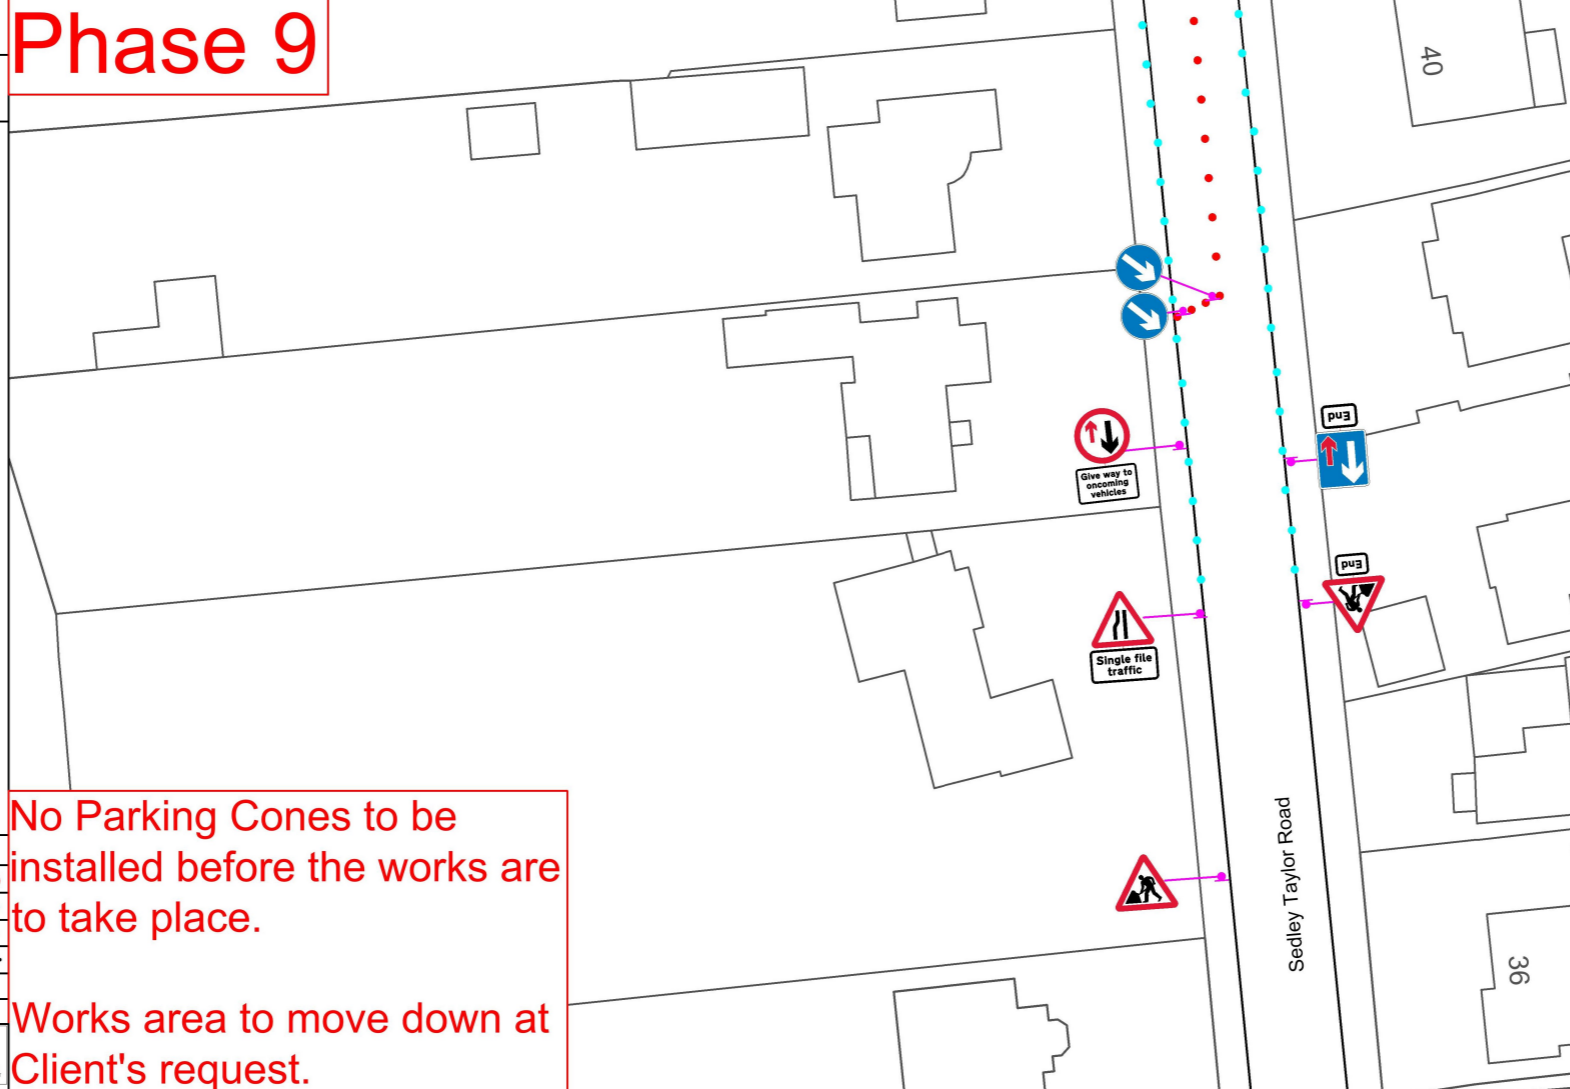 Phase 9
40
End
Give way to
oncoming
vehicles
End
Single file
traffic
Sedley Taylor Road
No Parking Cones to be
installed before the works are
to take place.
Works area to move down at
Client's request.
36